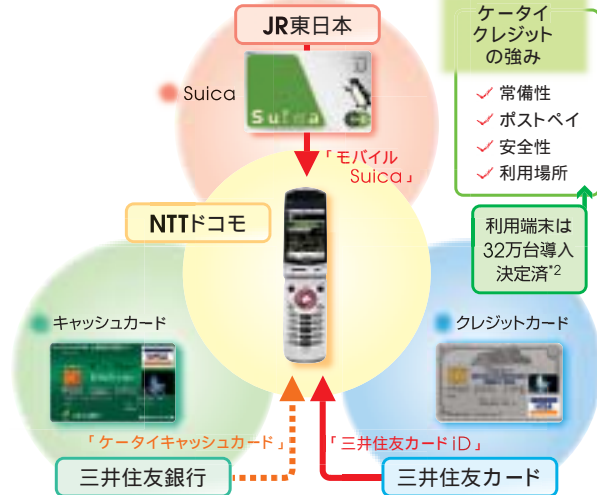 JR東日本
Suica
Suica
「モバイル
Suica」
ケータイ
クレジット
の強み
常備性
ポストペイ
安全性
利用場所
利用端末は
32万台導入
決定済*2
NTTドコモ
キャッシュカード
クレジットカード
VISA
「ケータイキャッシュカード」
「三井住友カードiD」
三井住友銀行
三井住友カード